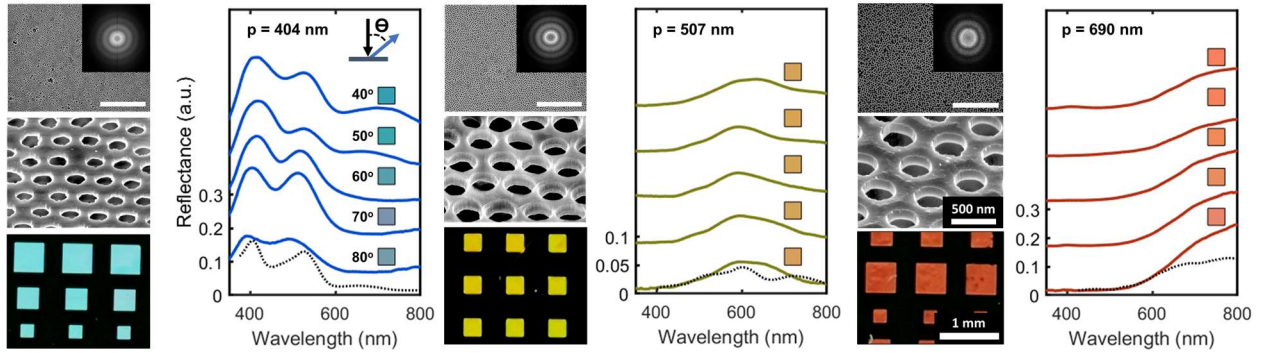 p = 404 nm
Θ
40°
50°
60°
70°
80°
Reflectance (a.u.)
0.3
0.2
0.1
0
400
600
800
Wavelength (nm)
p = 507 nm
0.1
0.05
0
400
600
800
Wavelength (nm)
500 nm
1 mm
p = 690 nm
0.3
0.2
0.1
0
400
600
800
Wavelength (nm)